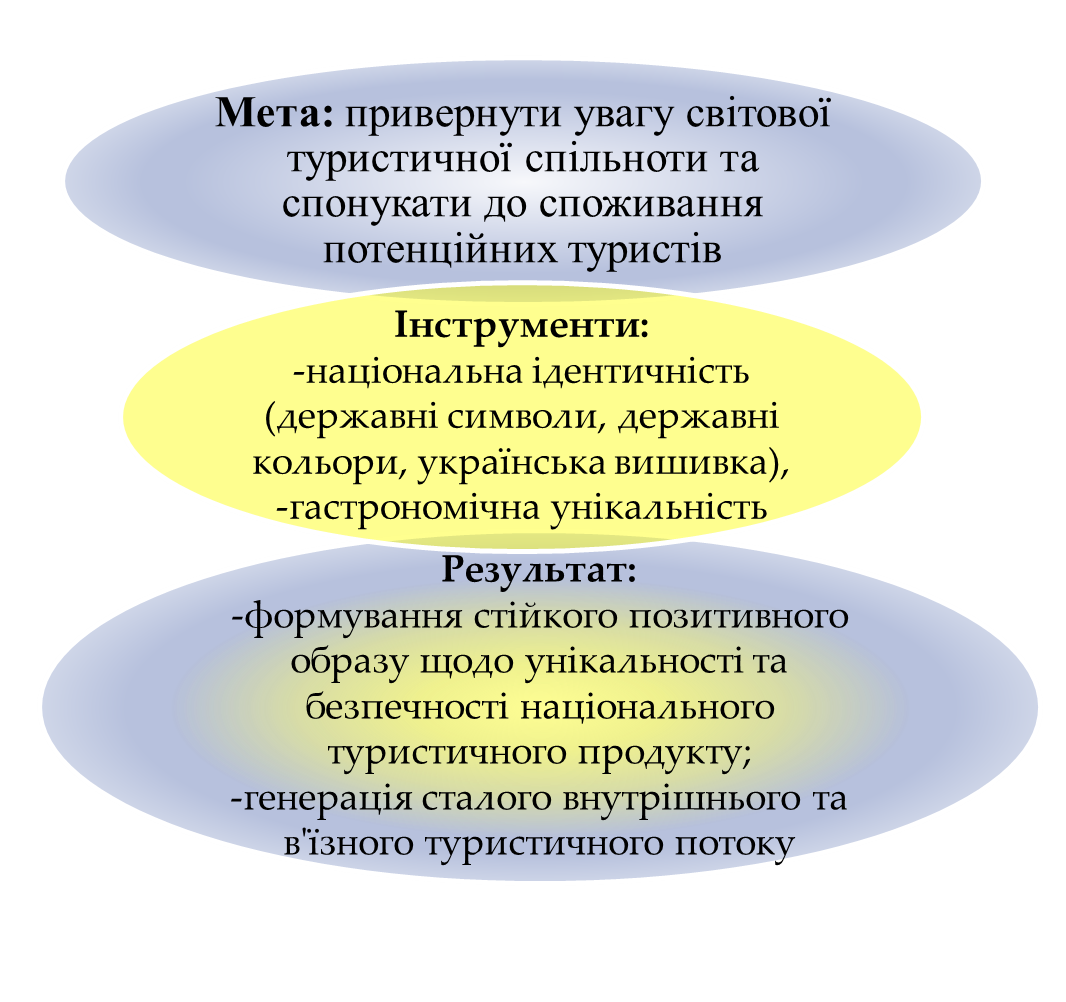 Мета: привернути увагу світової
туристичної спільноти та
спонукати до споживання
потенційних туристів
Інструменти:
-національна ідентичність
(державні символи, державні
кольори, українська вишивка),
-гастрономічна унікальність
Результат:
-формування стійкого позитивного
образу щодо унікальності та
безпечності національного
туристичного продукту;
-генерація сталого внутрішнього та
в'їзного туристичного потоку